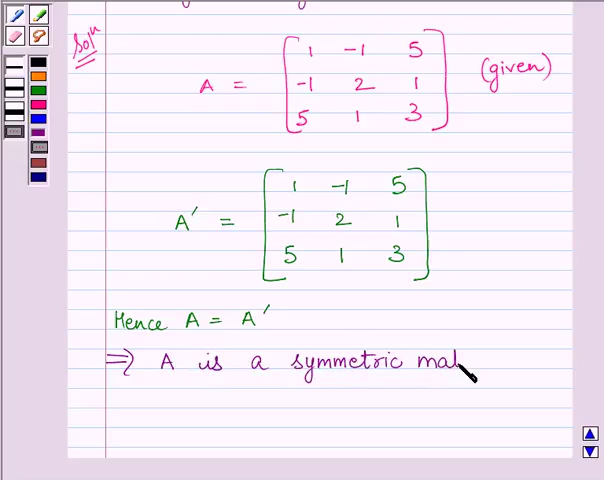 Solⁿ
A = [ 1 -1 5
-1 2 1
5 1 3 ] (given)
A′ = [ 1 -1 5
-1 2 1
5 1 3 ]
Hence A = A′
⇒ A is a symmetric mat